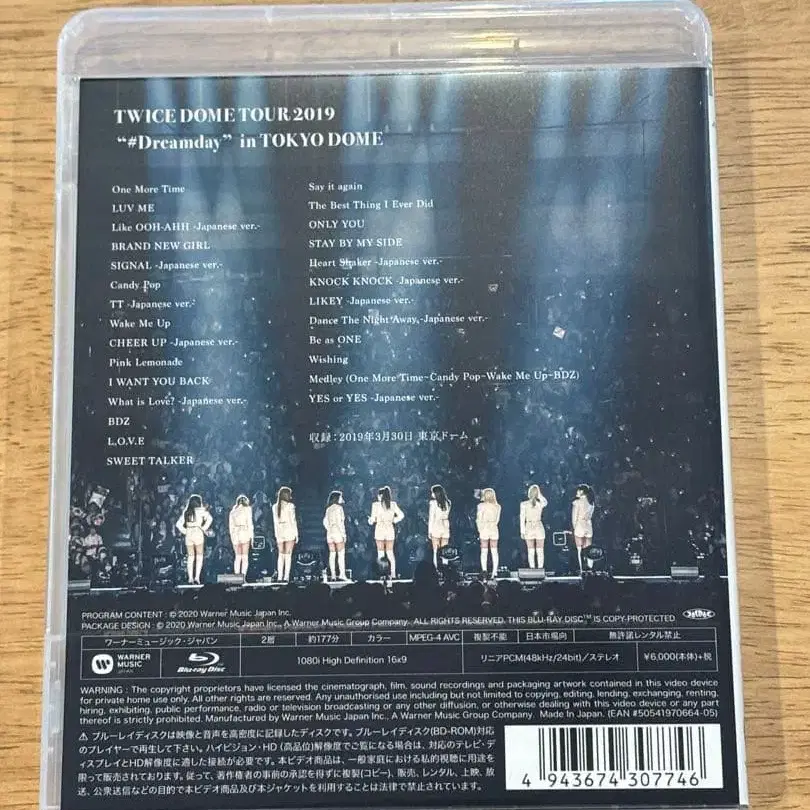 TWICE DOME TOUR 2019
“#Dreamday” in TOKYO DOME
One More Time
LUV ME
Like OOH-AHH -Japanese ver.-
BRAND NEW GIRL
SIGNAL -Japanese ver.-
Candy Pop
TT -Japanese ver.-
Wake Me Up
CHEER UP -Japanese ver.-
Pink Lemonade
I WANT YOU BACK
What is Love? -Japanese ver.-
BDZ
L.O.V.E
SWEET TALKER
Say it again
The Best Thing I Ever Did
ONLY YOU
STAY BY MY SIDE
Heart Shaker -Japanese ver.-
KNOCK KNOCK -Japanese ver.-
LIKEY -Japanese ver.-
Dance The Night Away -Japanese ver.-
Be as ONE
Wishing
Medley (One More Time~Candy Pop~Wake Me Up~BDZ)
YES or YES -Japanese ver.-
収録:2019年3月30日 東京ドーム
PROGRAM CONTENT : © 2020 Warner Music Japan Inc.
PACKAGE DESIGN : © 2020 Warner Music Japan Inc., A Warner Music Group Company. ALL RIGHTS RESERVED. THIS BLU-RAY DISC™ IS COPY-PROTECTED.
ワーナーミュージック・ジャパン 2層 約177分 カラー MPEG-4 AVC 複製不能 日本市場向 無許諾レンタル禁止
WARNER MUSIC JAPAN Blu-ray Disc 1080i High Definition 16x9 リニアPCM(48kHz/24bit)/ステレオ ¥6,000(本体)+税
WARNING : The copyright proprietors have licensed the cinematograph, film, sound recordings and packaging artwork contained in this video device
for private home use only. All other rights are reserved. Any unauthorised use including but not limited to copying, editing, lending, exchanging, renting,
hiring, exhibiting, public performance, radio or television broadcasting or any other diffusion, or otherwise dealing with this video device or any part
thereof is strictly prohibited. Manufactured by Warner Music Japan Inc., A Warner Music Group Company. Made In Japan. (EAN #50541970664-05)
⚠ ブルーレイディスクは映像と音声を高密度に記録したディスクです。ブルーレイディスク(BD-ROM)対応
のプレイヤーで再生して下さい。ハイビジョン・HD (高品位)解像度でご覧になる場合は、対応のテレビ・デ
ィスプレイとHD解像度に適した接続が必要です。本ビデオ商品は、一般家庭における私的視聴に用途を
限って販売されております。従って、著作権者の事前の承認を得ずに複製(コピー)、販売、レンタル、上映、放
送、公衆送信などの目的で本ビデオ商品及び本ジャケットを利用することは法律で禁止されています。
4 943674 307746